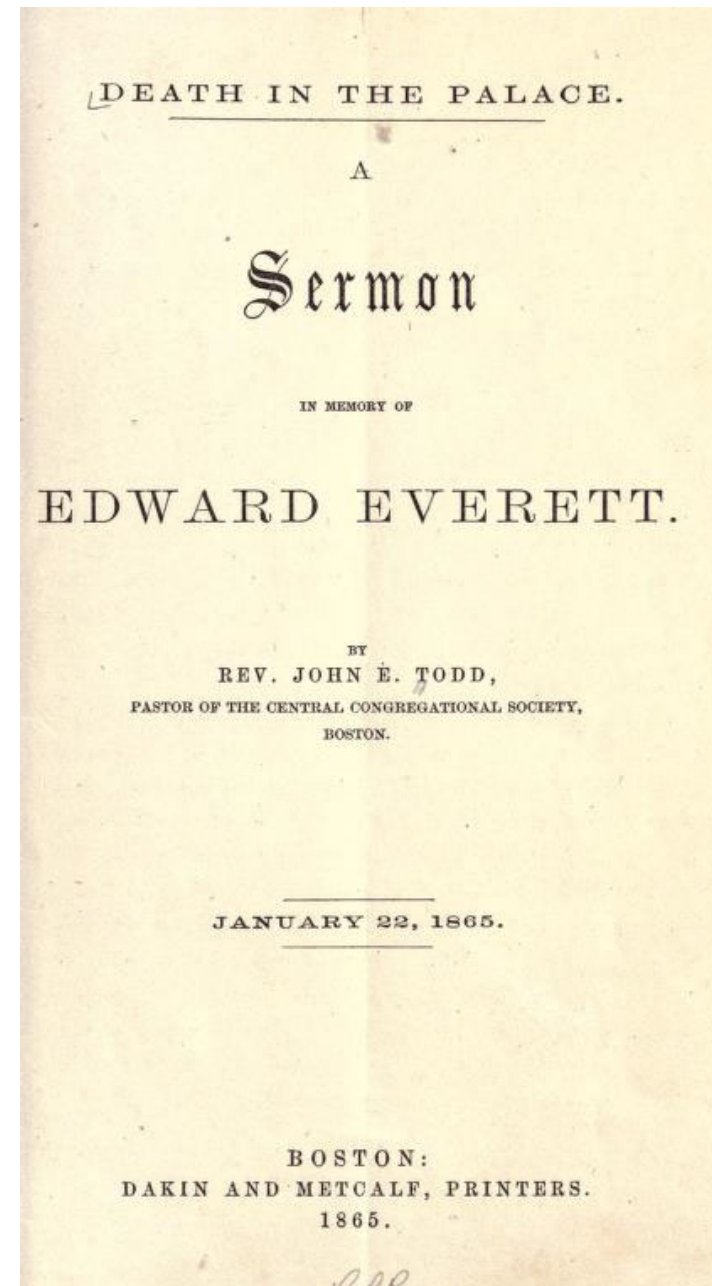 DEATH IN THE PALACE.
A
Sermon
IN MEMORY OF
EDWARD EVERETT.
BY
REV. JOHN E. TODD,
PASTOR OF THE CENTRAL CONGREGATIONAL SOCIETY,
BOSTON.
JANUARY 22, 1865.
BOSTON:
DAKIN AND METCALF, PRINTERS.
1865.